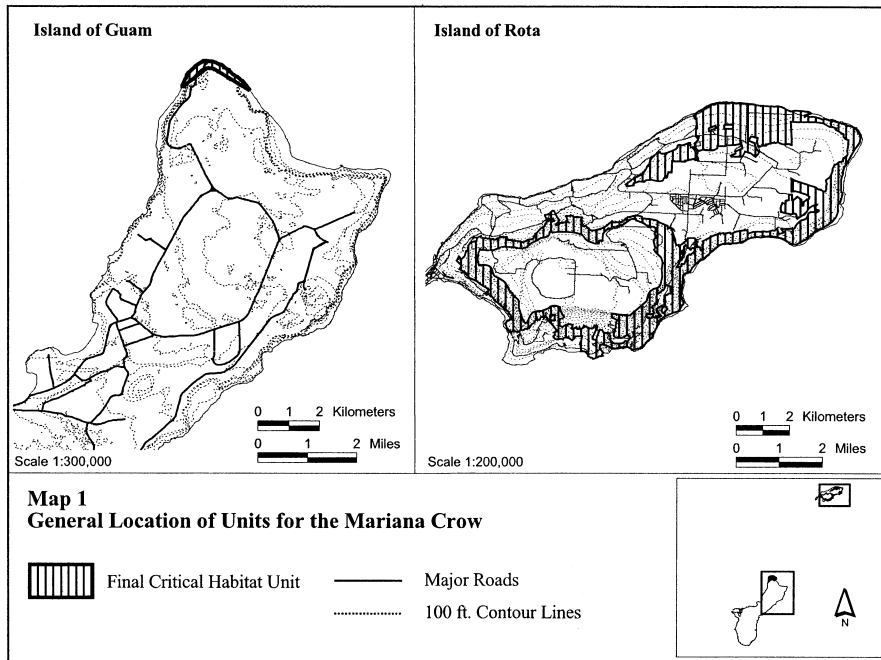 Island of Guam
Island of Rota
0 1 2 Kilometers
0 1 2 Miles
Scale 1:300,000
0 1 2 Kilometers
0 1 2 Miles
Scale 1:200,000
Map 1
General Location of Units for the Mariana Crow
Final Critical Habitat Unit
Major Roads
100 ft. Contour Lines
N